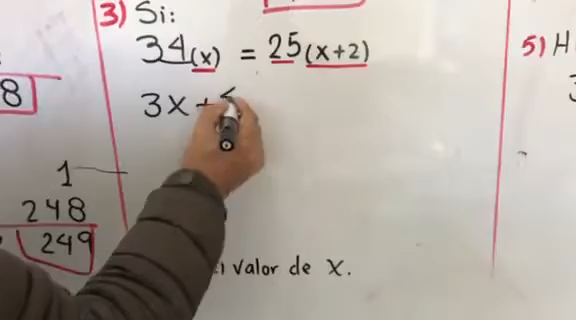 3) Si:
34(x) = 25(x+2)
3x +
valor de X.
8
1
248
249
5) H